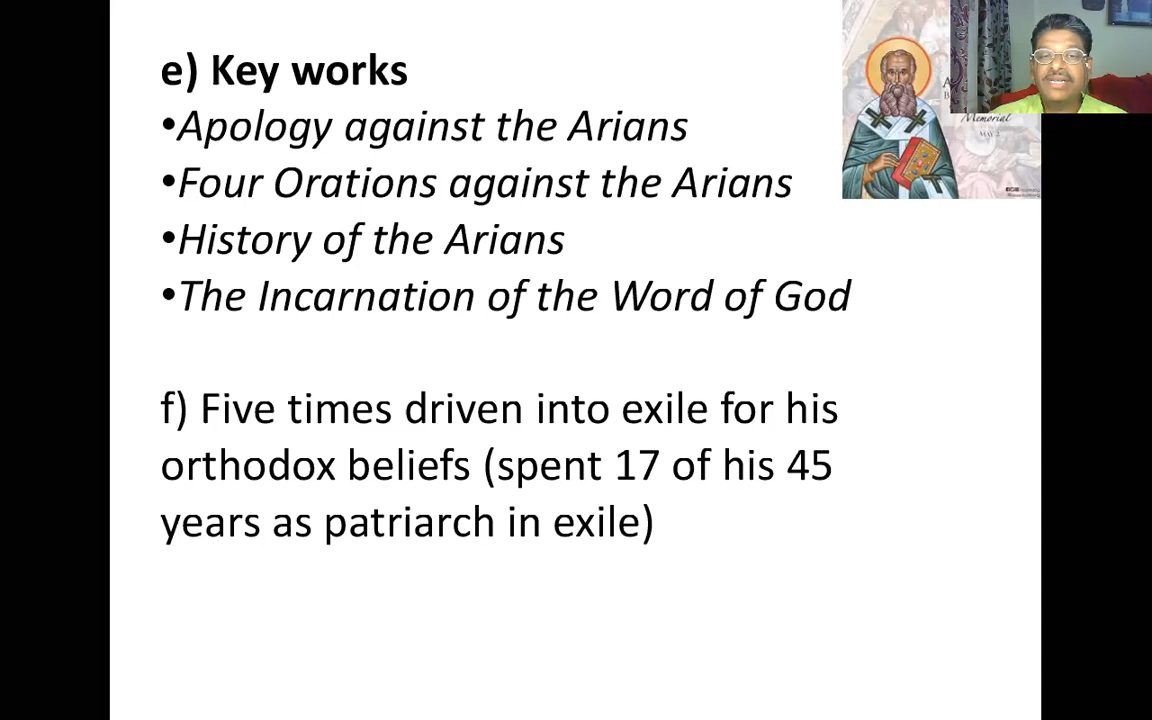 e) Key works
•Apology against the Arians
•Four Orations against the Arians
•History of the Arians
•The Incarnation of the Word of God
f) Five times driven into exile for his
orthodox beliefs (spent 17 of his 45
years as patriarch in exile)
Memorial
MAY 2